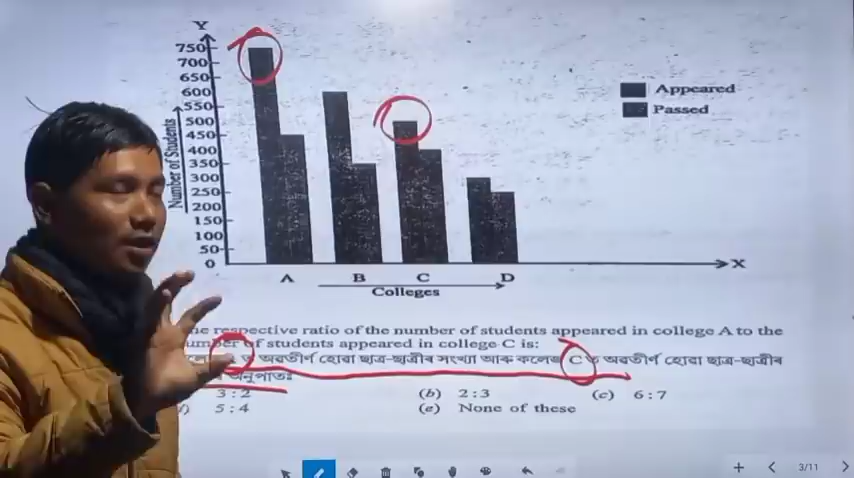 Y
750
700
650
600
550
500
450
400
350
300
250
200
150
100
50
0
Number of Students
Appeared
Passed
A B C D
X
Colleges
he respective ratio of the number of students appeared in college A to the
umber of students appeared in college C is:
ত অৱতীৰ্ণ হোৱা ছাত্ৰ-ছাত্ৰীৰ সংখ্যা আৰু কলেজ C ত অৱতীৰ্ণ হোৱা ছাত্ৰ-ছাত্ৰীৰ
ৰ অনুপাতঃ
3 : 2 (b) 2 : 3 (c) 6 : 7
5 : 4 (e) None of these
3/11